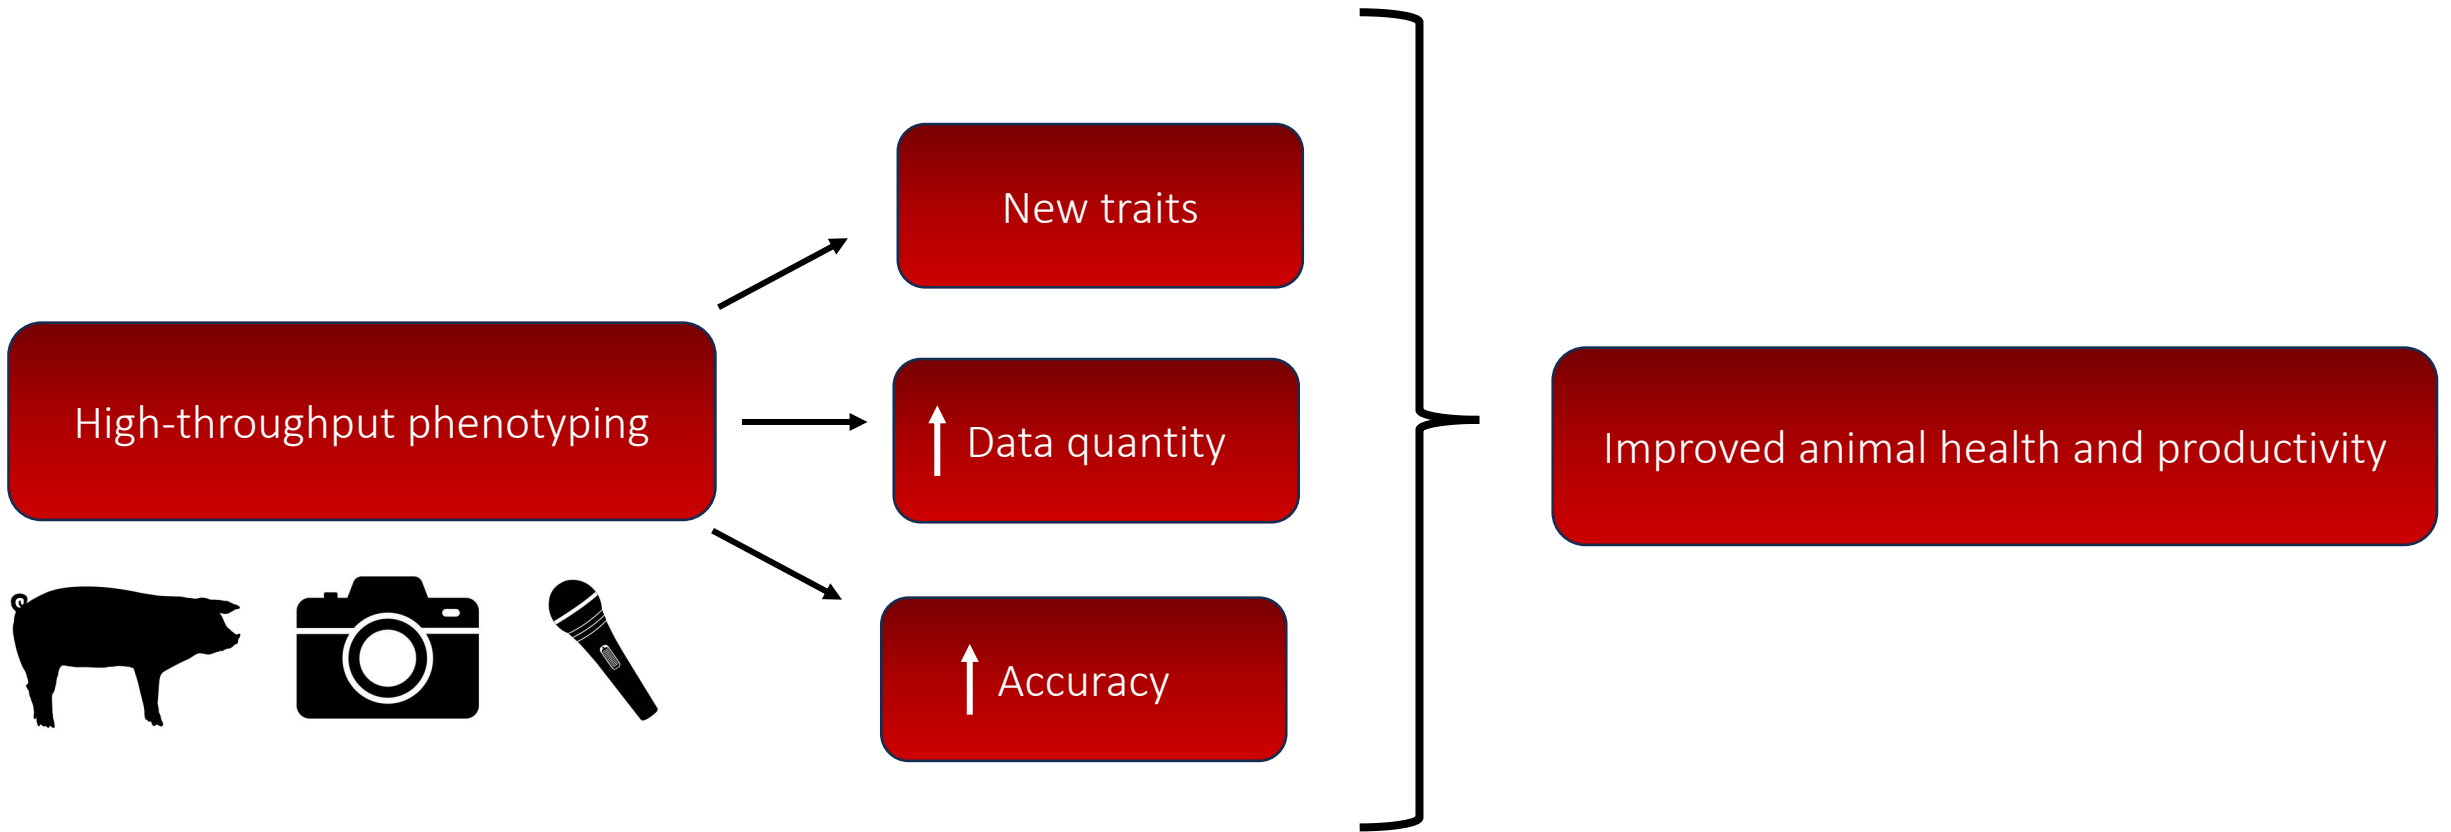 High-throughput phenotyping
New traits
Data quantity
Accuracy
Improved animal health and productivity